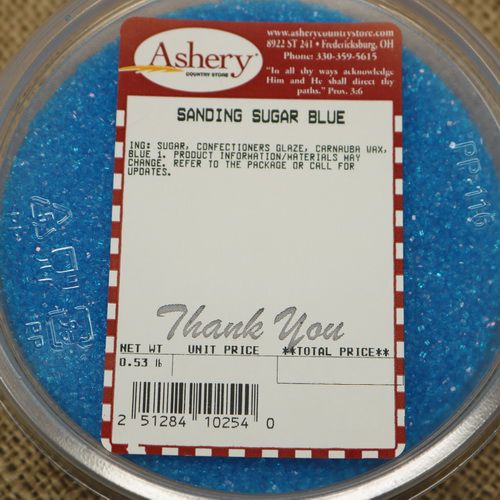 Ashery
COUNTRY STORE
www.asherycountrystore.com
8922 ST 241 • Fredericksburg, OH
Phone: 330-359-5615
"In all thy ways acknowledge
Him and He shall direct thy
paths." Prov. 3:6
SANDING SUGAR BLUE
ING: SUGAR, CONFECTIONERS GLAZE, CARNAUBA WAX,
BLUE 1. PRODUCT INFORMATION/MATERIALS MAY
CHANGE. REFER TO THE PACKAGE OR CALL FOR
UPDATES.
Thank You
NET WT UNIT PRICE **TOTAL PRICE**
0.53 lb
2 51284 10254 0
PP-116
PP